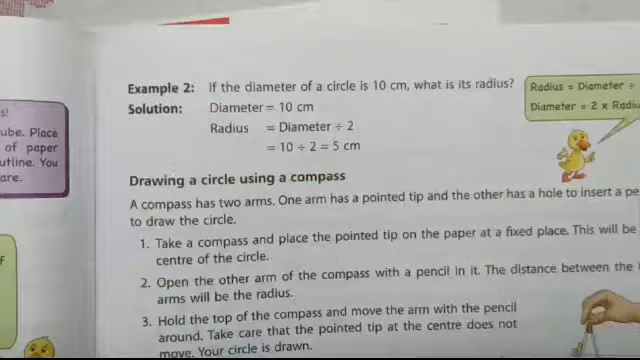 s!
ube. Place
of paper
utline. You
are.
Example 2: If the diameter of a circle is 10 cm, what is its radius?
Solution: Diameter = 10 cm
Radius = Diameter ÷ 2
= 10 ÷ 2 = 5 cm
Radius = Diameter ÷
Diameter = 2 x Radiu
Drawing a circle using a compass
A compass has two arms. One arm has a pointed tip and the other has a hole to insert a pe
to draw the circle.
1. Take a compass and place the pointed tip on the paper at a fixed place. This will be
centre of the circle.
2. Open the other arm of the compass with a pencil in it. The distance between the
arms will be the radius.
3. Hold the top of the compass and move the arm with the pencil
around. Take care that the pointed tip at the centre does not
move. Your circle is drawn.